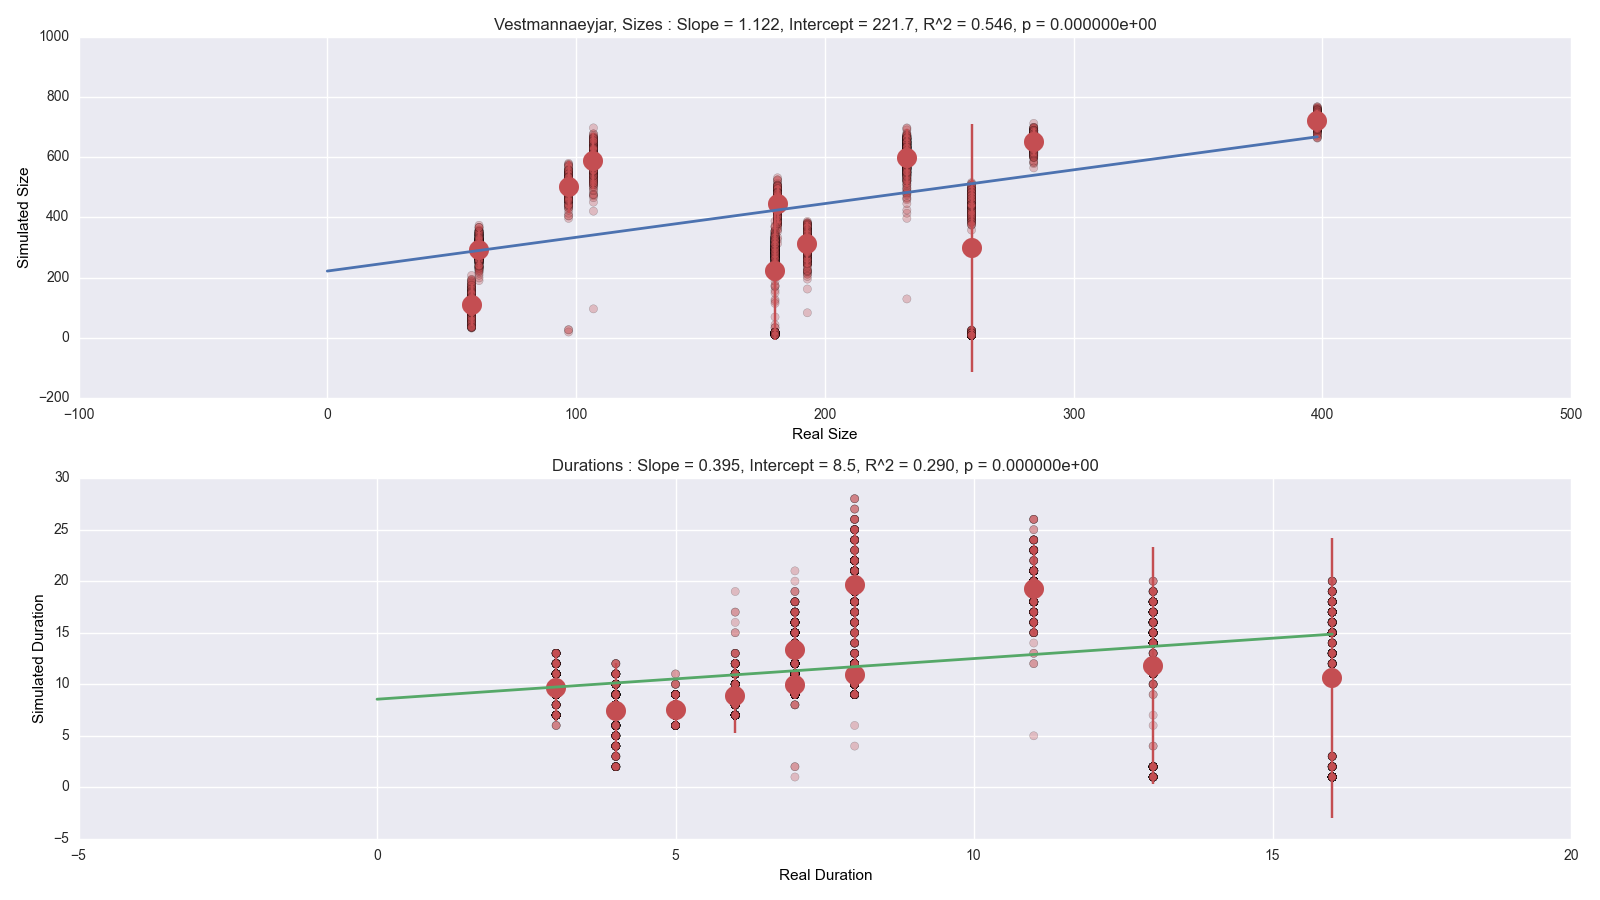 Vestmannaeyjar, Sizes : Slope = 1.122, Intercept = 221.7, R^2 = 0.546, p = 0.000000e+00
1000
800
600
400
200
0
−200
Simulated Size
−100 0 100 200 300 400 500
Real Size
Durations : Slope = 0.395, Intercept = 8.5, R^2 = 0.290, p = 0.000000e+00
30
25
20
15
10
5
0
−5
Simulated Duration
−5 0 5 10 15 20
Real Duration